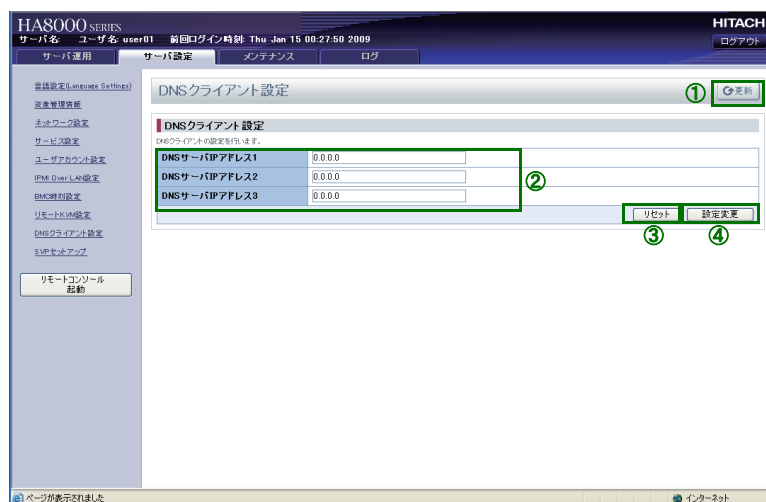 HA8000 SERIES
HITACH
サーバ名: ユーザ名: user01 前回ログイン時刻: Thu Jan 15 00:27:50 2009
ログアウト
サーバ運用 サーバ設定 メンテナンス ログ
言語設定(Language Settings)
資産管理情報
ネットワーク設定
サービス設定
ユーザアカウント設定
IPMI Over LAN設定
BMC時刻設定
リモートKVM設定
DNSクライアント設定
SVPセットアップ
リモートコンソール
起動
DNSクライアント設定
① 更新
DNSクライアント設定
DNSクライアントの設定を行います。
DNSサーバIPアドレス1 0.0.0.0
DNSサーバIPアドレス2 0.0.0.0
DNSサーバIPアドレス3 0.0.0.0
②
リセット 設定変更
③ ④
ページが表示されました インターネット